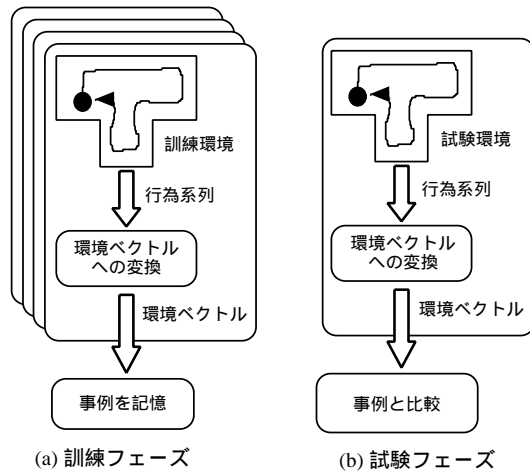 訓練環境
行為系列
環境ベクトル
への変換
環境ベクトル
事例を記憶
(a) 訓練フェーズ
試験環境
行為系列
環境ベクトル
への変換
環境ベクトル
事例と比較
(b) 試験フェーズ